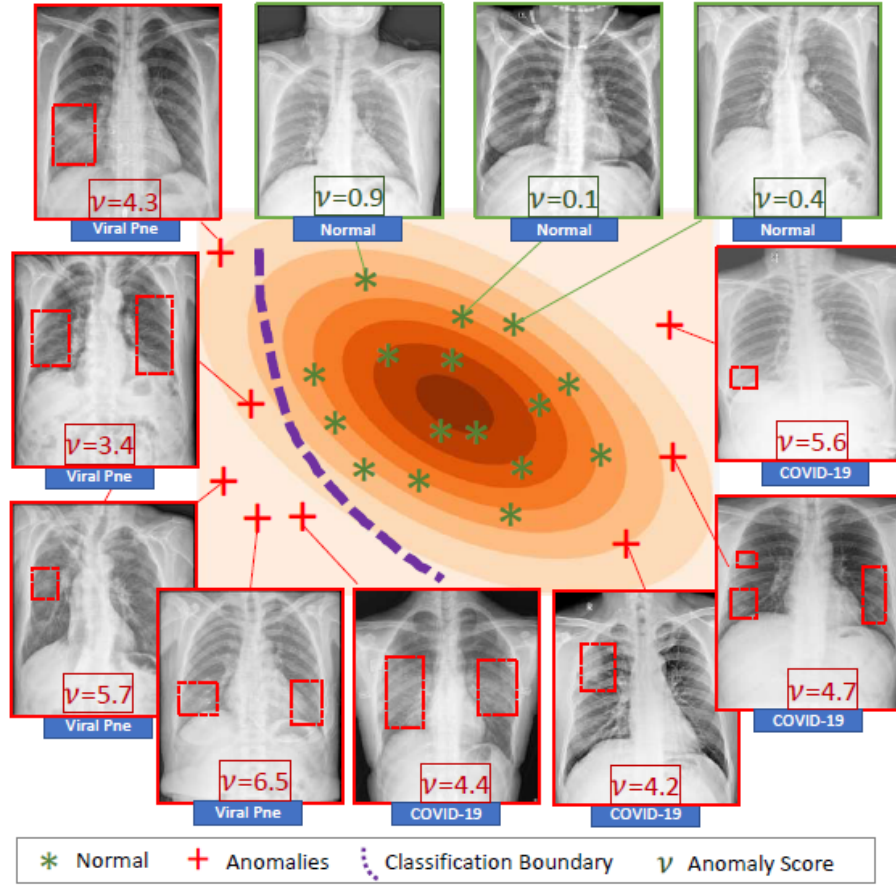 ν=4.3
Viral Pne
ν=0.9
Normal
ν=0.1
Normal
ν=0.4
Normal
ν=3.4
Viral Pne
ν=5.6
COVID-19
ν=5.7
Viral Pne
ν=6.5
Viral Pne
ν=4.4
COVID-19
ν=4.2
COVID-19
ν=4.7
COVID-19
Normal Anomalies Classification Boundary ν Anomaly Score